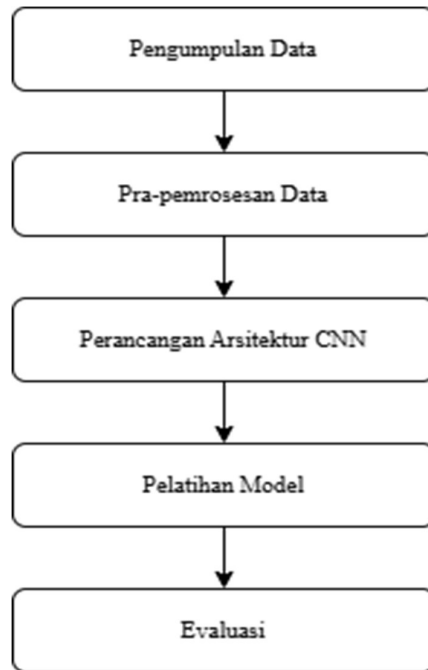 Pengumpulan Data
Pra-pemrosesan Data
Perancangan Arsitektur CNN
Pelatihan Model
Evaluasi